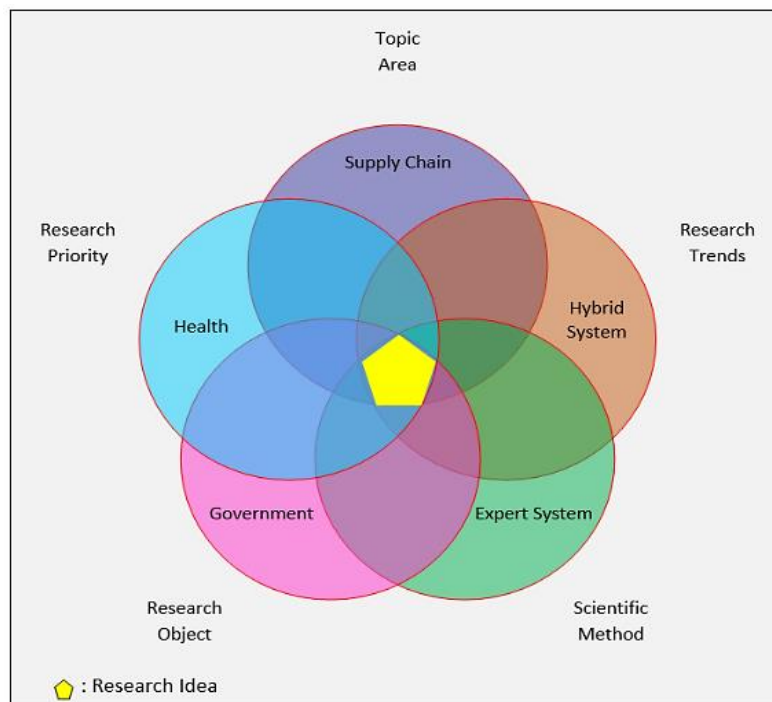 Topic
Area
Supply Chain
Research
Priority
Research
Trends
Health
Hybrid
System
Government
Expert System
Research
Object
Scientific
Method
: Research Idea